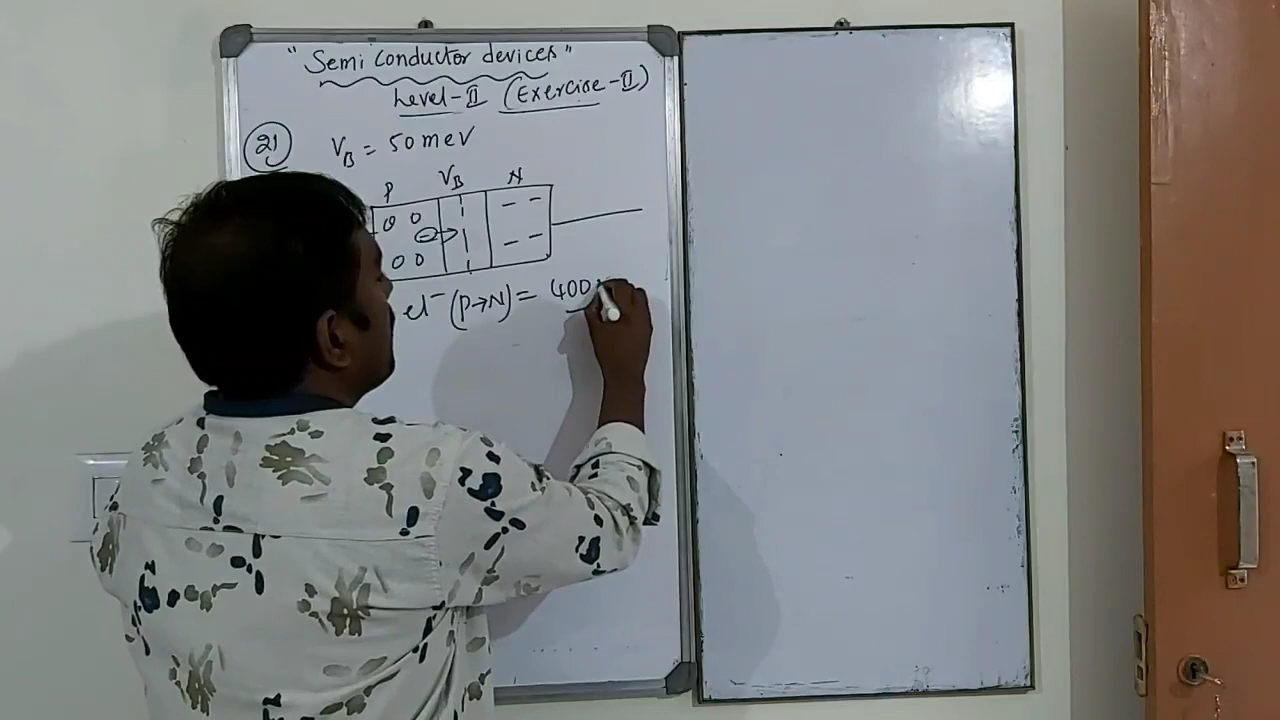 "Semi Conductor devices"
Level-II (Exercise-II)
21 V_B = 50 meV
P V_B N
el⁻ (P→N) = 400